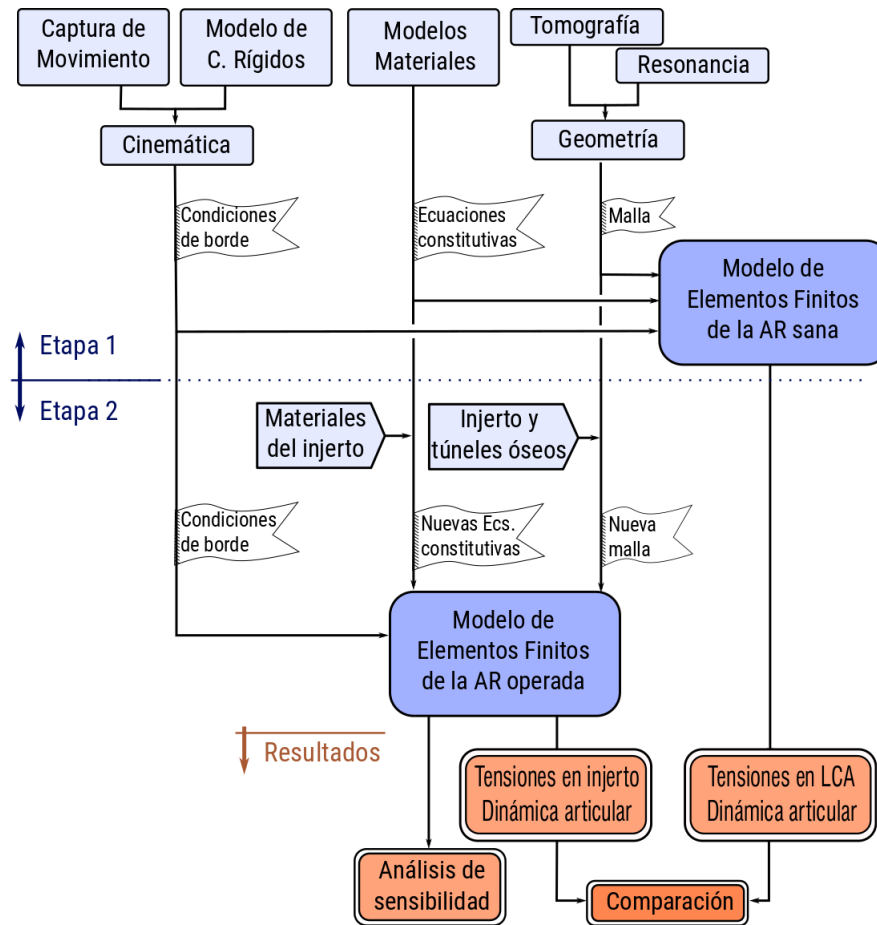 Captura de
Movimiento
Modelo de
C. Rígidos
Modelos
Materiales
Tomografía
Resonancia
Cinemática
Geometría
Condiciones
de borde
Ecuaciones
constitutivas
Malla
Modelo de
Elementos Finitos
de la AR sana
Etapa 1
Etapa 2
Materiales
del injerto
Injerto y
túneles óseos
Condiciones
de borde
Nuevas Ecs.
constitutivas
Nueva
malla
Modelo de
Elementos Finitos
de la AR operada
Resultados
Tensiones en injerto
Dinámica articular
Tensiones en LCA
Dinámica articular
Análisis de
sensibilidad
Comparación